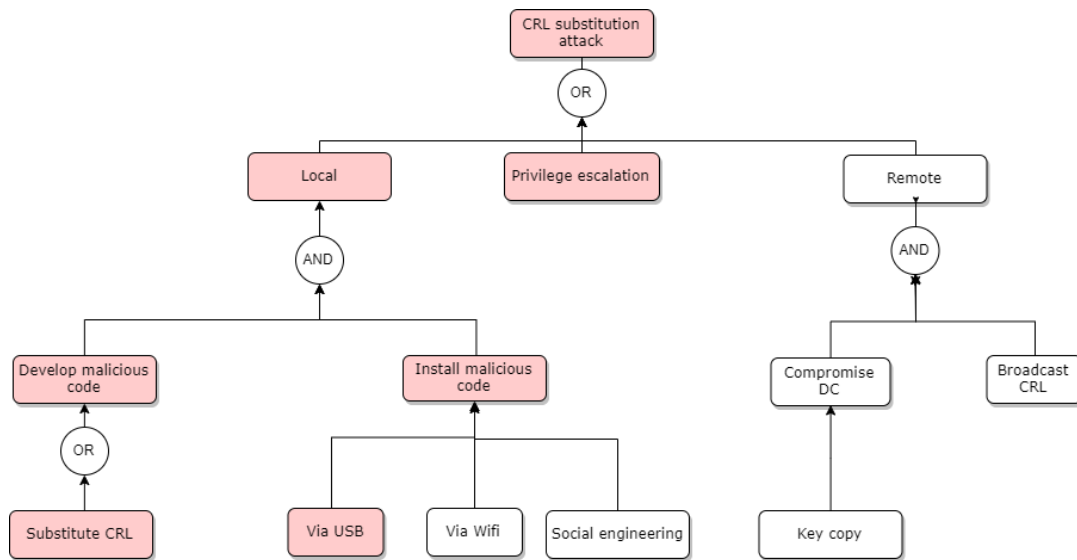 CRL substitution
attack
OR
Local
Privilege escalation
Remote
AND
AND
Develop malicious
code
Install malicious
code
Compromise
DC
Broadcast
CRL
OR
Substitute CRL
Via USB
Via Wifi
Social engineering
Key copy